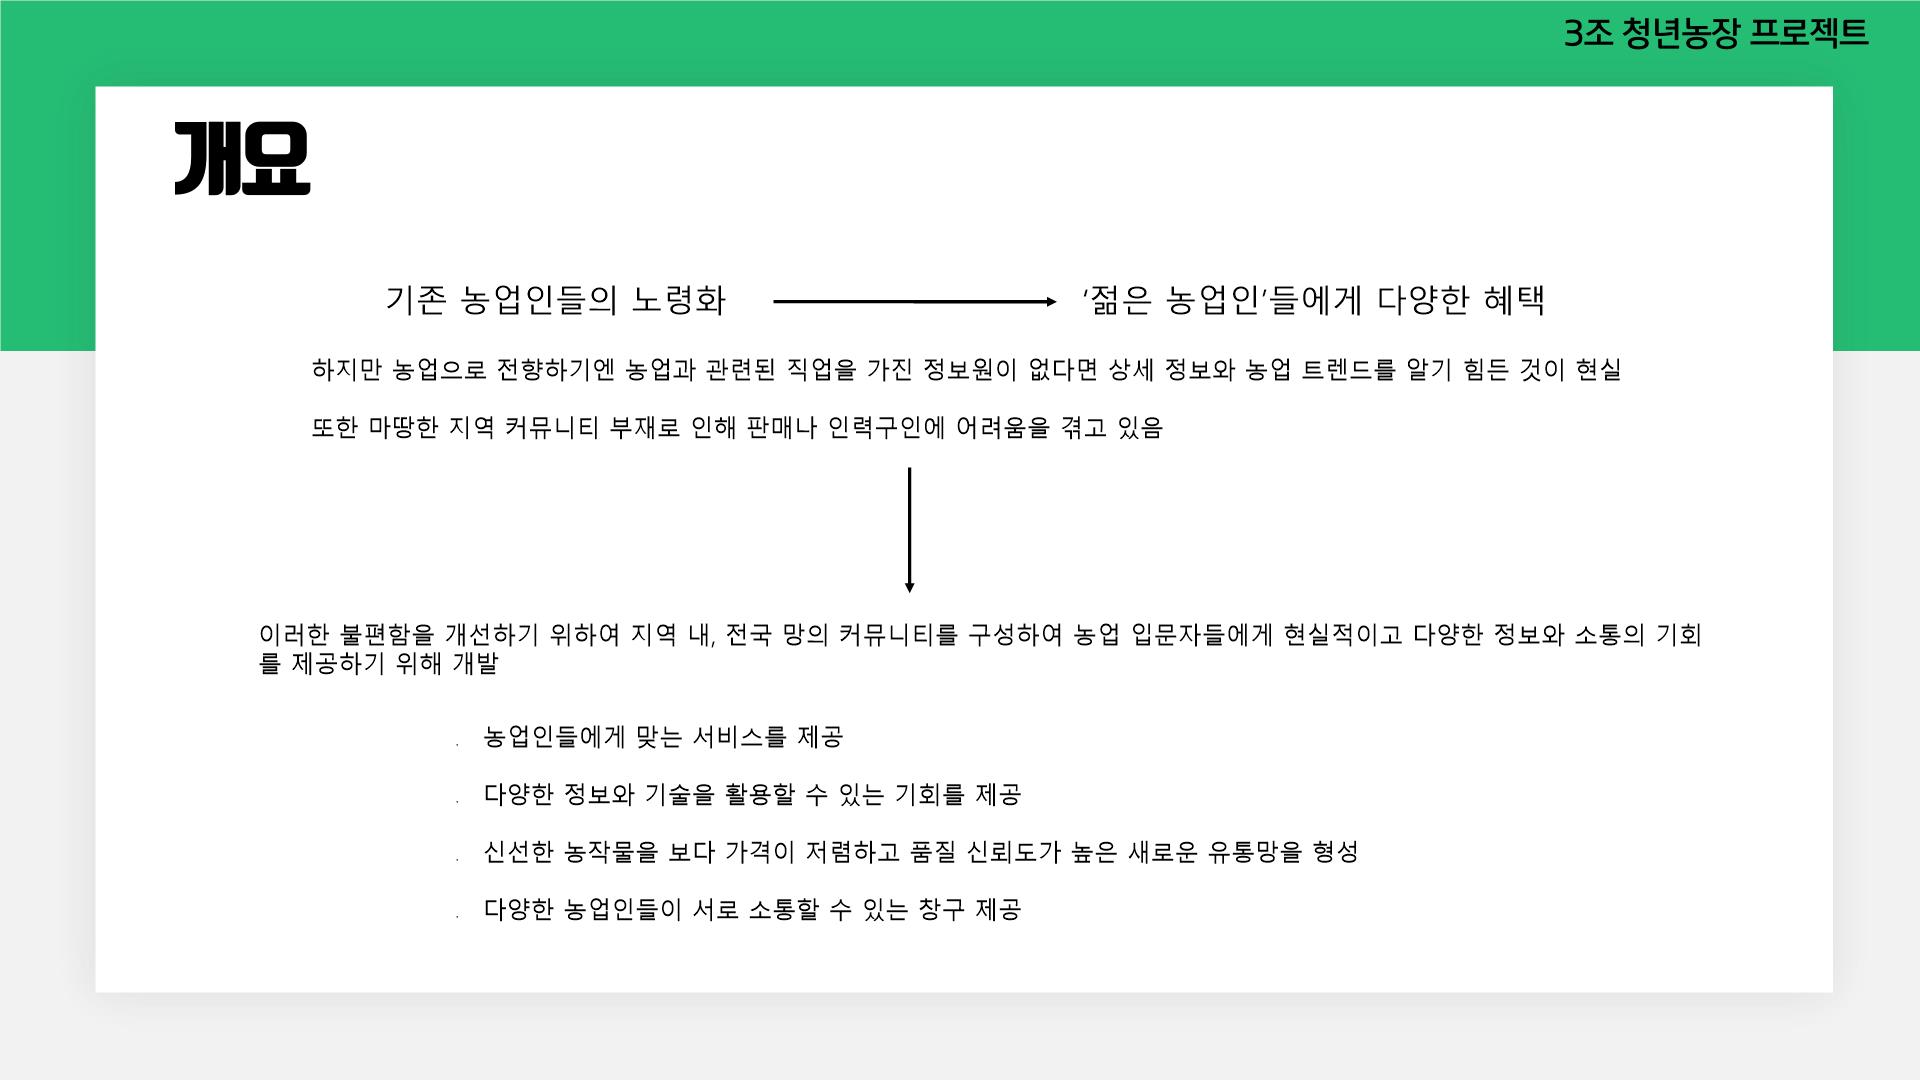 3조 청년농장 프로젝트
개요
기존 농업인들의 노령화
‘젊은 농업인’들에게 다양한 혜택
하지만 농업으로 전향하기엔 농업과 관련된 직업을 가진 정보원이 없다면 상세 정보와 농업 트렌드를 알기 힘든 것이 현실
또한 마땅한 지역 커뮤니티 부재로 인해 판매나 인력구인에 어려움을 겪고 있음
이러한 불편함을 개선하기 위하여 지역 내, 전국 망의 커뮤니티를 구성하여 농업 입문자들에게 현실적이고 다양한 정보와 소통의 기회
를 제공하기 위해 개발
. 농업인들에게 맞는 서비스를 제공
. 다양한 정보와 기술을 활용할 수 있는 기회를 제공
. 신선한 농작물을 보다 가격이 저렴하고 품질 신뢰도가 높은 새로운 유통망을 형성
. 다양한 농업인들이 서로 소통할 수 있는 창구 제공